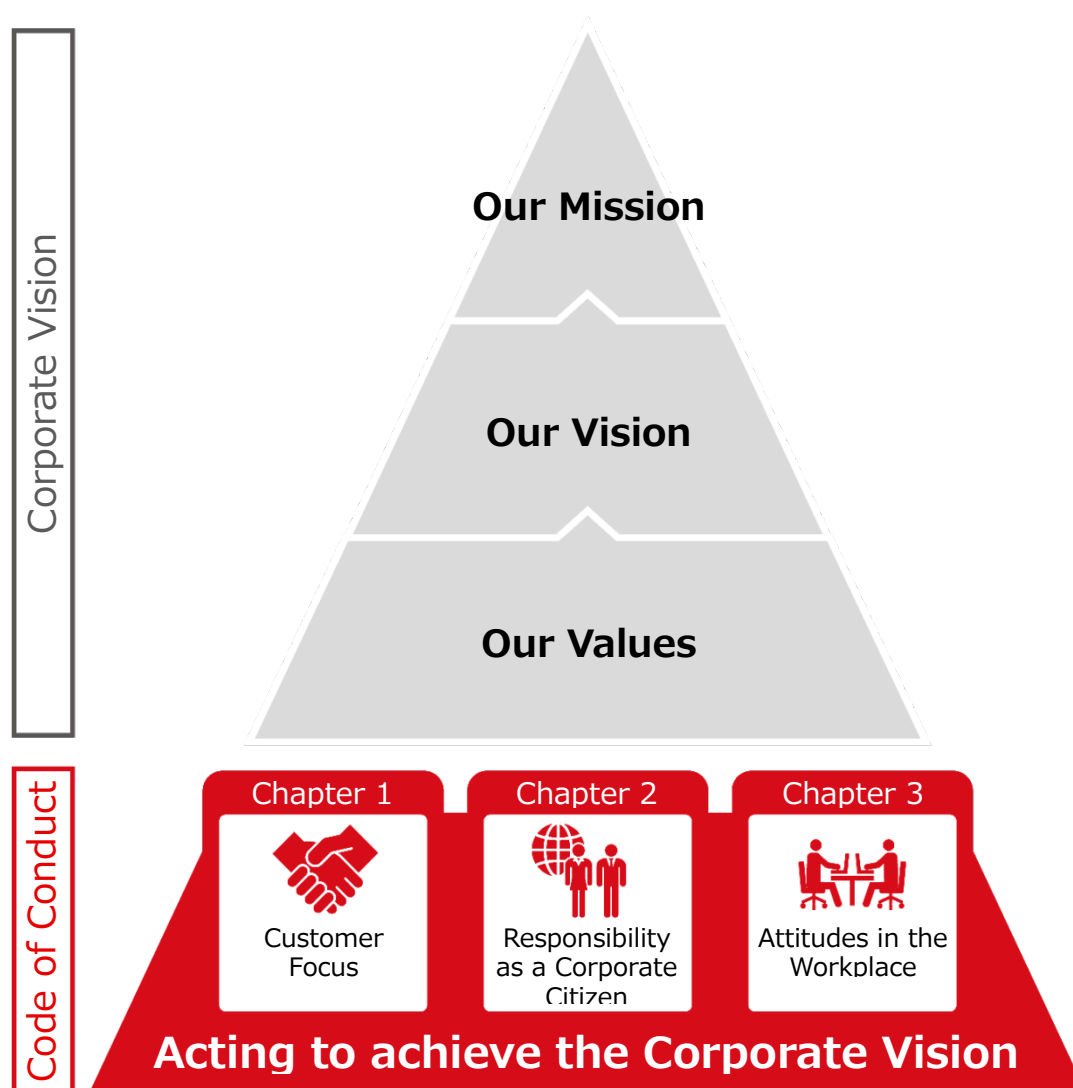 Corporate Vision
Our Mission
Our Vision
Our Values
Code of Conduct
Chapter 1
Customer
Focus
Chapter 2
Responsibility
as a Corporate
Citizen
Chapter 3
Attitudes in the
Workplace
Acting to achieve the Corporate Vision